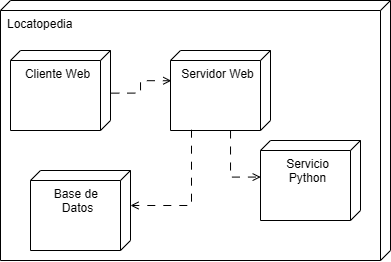 Locatopedia
Cliente Web
Servidor Web
Servicio
Python
Base de
Datos